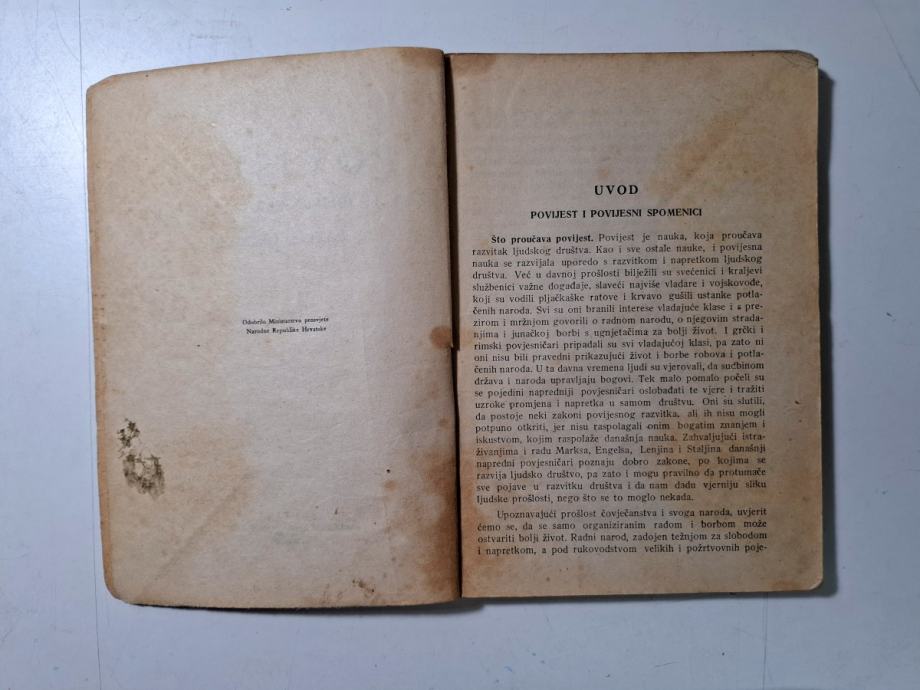 Odobrilo Ministarstvo prosvjete
Narodne Republike Hrvatske
UVOD
POVIJEST I POVIJESNI SPOMENICI
Što proučava povijest. Povijest je nauka, koja proučava
razvitak ljudskog društva. Kao i sve ostale nauke, i povijesna
nauka se razvijala uporedo s razvitkom i napretkom ljudskog
društva. Već u davnoj prošlosti bilježili su svećenici i kraljevi
službenici važne događaje, slaveći najviše vladare i vojskovođe,
koji su vodili pljačkaške ratove i krvavo gušili ustanke potla-
čenih naroda. Svi su oni branili interese vladajuće klase i s pre-
zirom i mržnjom govorili o radnom narodu, o njegovim strada-
njima i junačkoj borbi s ugnjetačima za bolji život. I grčki i
rimski povjesničari pripadali su svi vladajućoj klasi, pa zato ni
oni nisu bili pravedni prikazujući život i borbe robova i potla-
čenih naroda. U ta davna vremena ljudi su vjerovali, da sudbinom
država i naroda upravljaju bogovi. Tek malo pomalo počeli su
se pojedini napredniji povjesničari oslobađati te vjere i tražiti
uzroke promjena i napretka u samom društvu. Oni su slutili,
da postoje neki zakoni povijesnog razvitka, ali ih nisu mogli
potpuno otkriti, jer nisu raspolagali onim bogatim znanjem i
iskustvom, kojim raspolaže današnja nauka. Zahvaljujući istra-
živanjima i radu Marksa, Engelsa, Lenjina i Staljina današnji
napredni povjesničari poznaju dobro zakone, po kojima se
razvija ljudsko društvo, pa zato i mogu pravilno da protumače
sve pojave u razvitku društva i da nam dadu vjerniju sliku
ljudske prošlosti, nego što se to moglo nekada.
Upoznavajući prošlost čovječanstva i svoga naroda, uvjerit
ćemo se, da se samo organiziranim radom i borbom može
ostvariti bolji život. Radni narod, zadojen težnjom za slobodom
i napretkom, a pod rukovodstvom velikih i požrtvovnih poje-